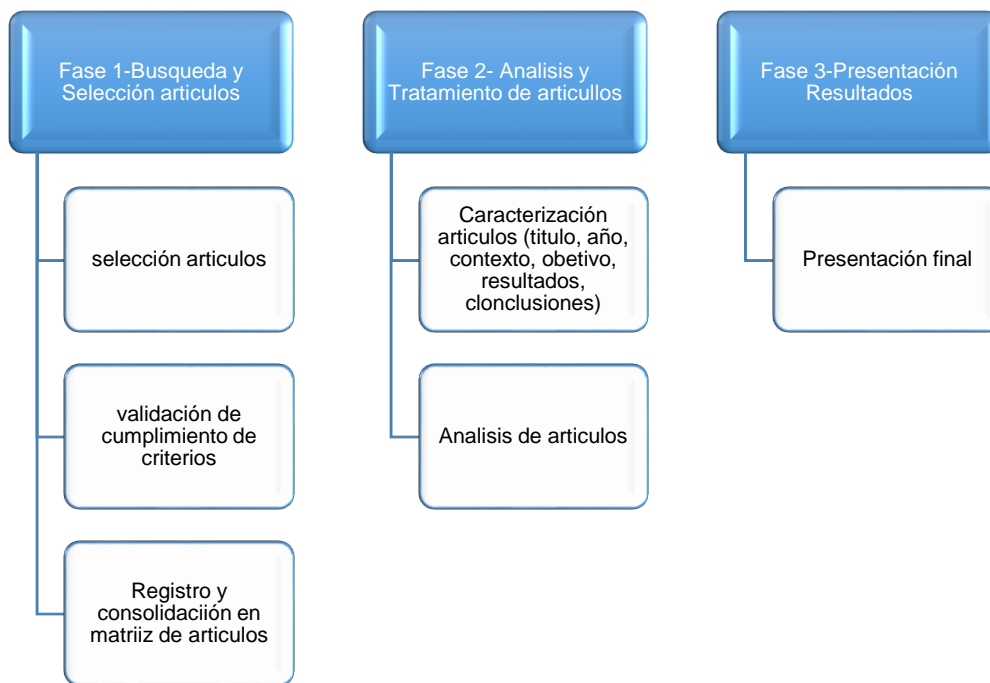 Fase 1-Busqueda y
Selección articulos
selección articulos
validación de
cumplimiento de
criterios
Registro y
consolidaciión en
matriiz de articulos
Fase 2- Analisis y
Tratamiento de articullos
Caracterización
articulos (titulo, año,
contexto, obetivo,
resultados,
clonclusiones)
Analisis de articulos
Fase 3-Presentación
Resultados
Presentación final